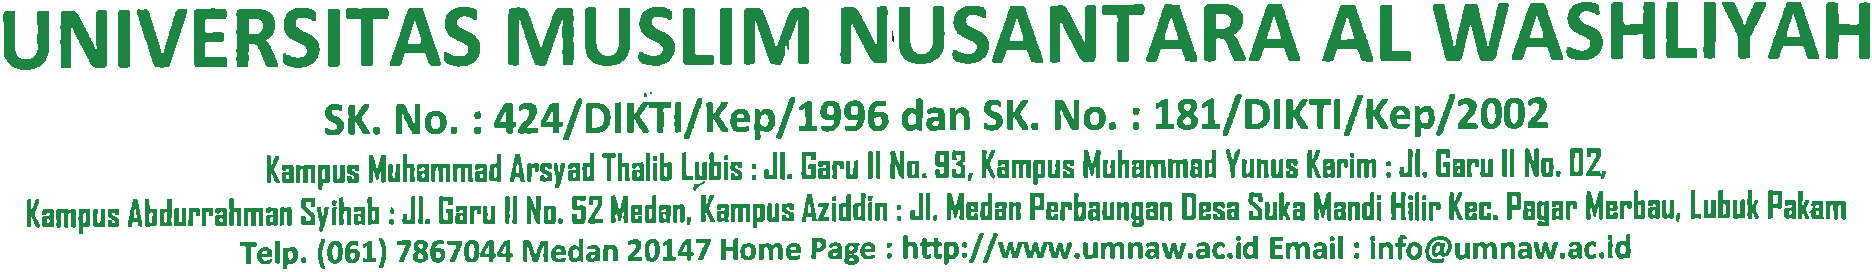 UNIVERSITAS MUSLIM NUSANTARA AL WASHLIYAH
SK. No. : 424/DIKTI/Kep/1996 dan SK. No. : 181/DIKTI/Kep/2002
Kampus Muhammad Arsyad Thalib Lubis : Jl. Garu II No. 93, Kampus Muhammad Yunus Karim : Jl. Garu II No. 02,
Kampus Abdurrahman Syihab : Jl. Garu II No. 52 Medan, Kampus Aziddin : Jl. Medan Perbaungan Desa Suka Mandi Hilir Kec. Pagar Merbau, Lubuk Pakam
Telp. (061) 7867044 Medan 20147 Home Page : http://www.umnaw.ac.id Email : info@umnaw.ac.id